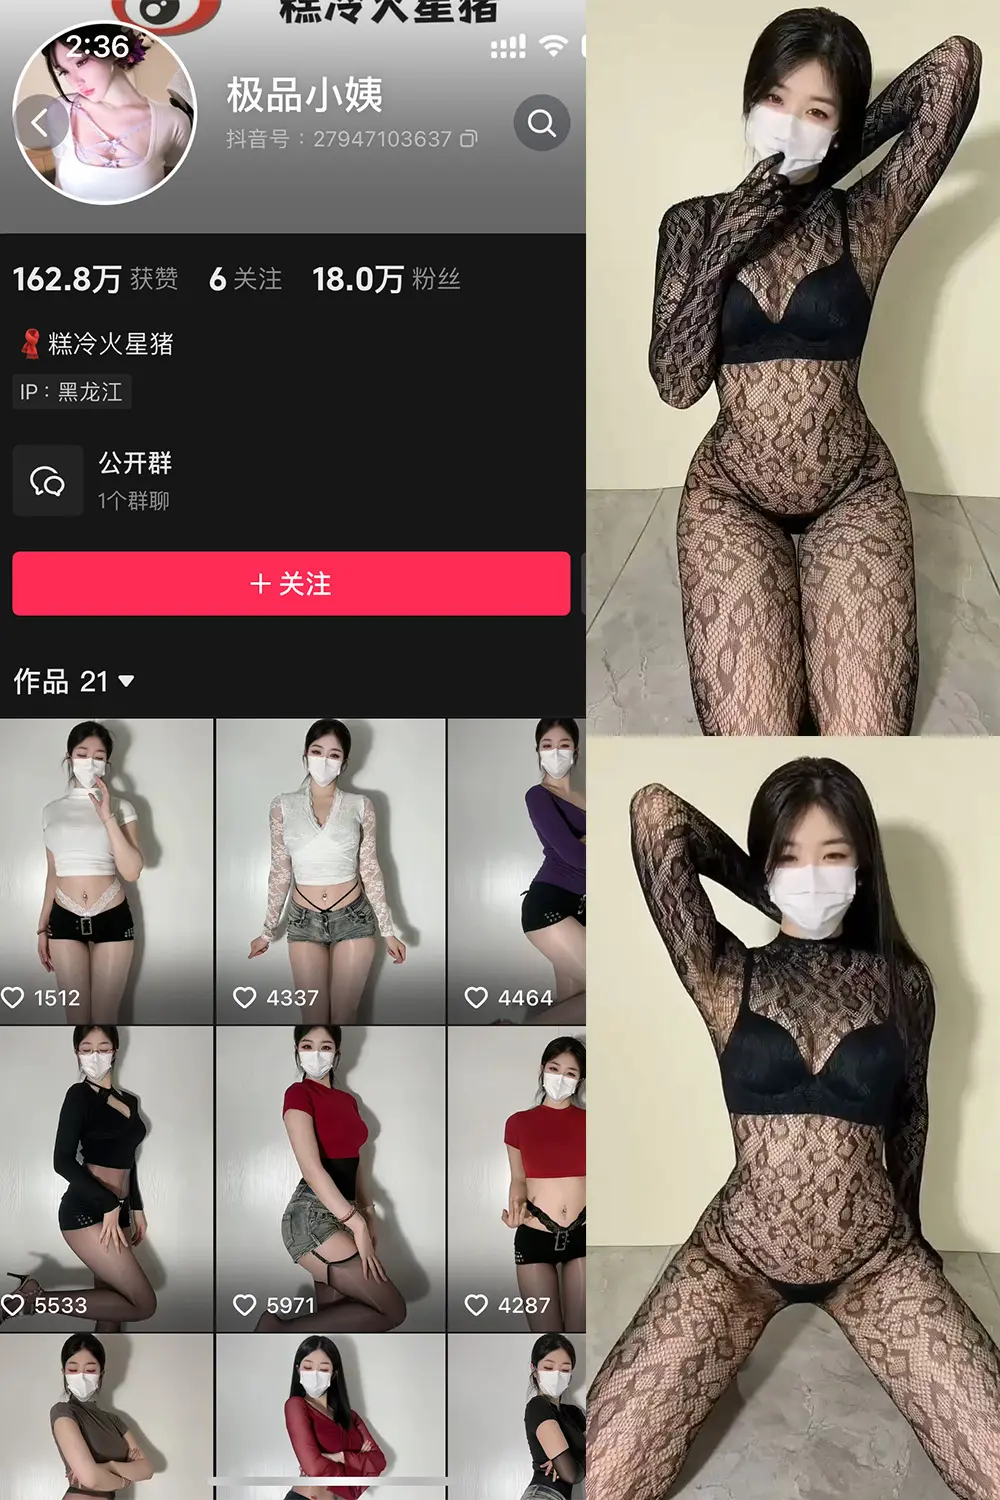 糕冷火星猪
2:36
极品小姨
抖音号：27947103637
162.8万 获赞 6 关注 18.0万 粉丝
糕冷火星猪
IP：黑龙江
公开群
1个群聊
＋关注
作品 21
1512
4337
4464
5533
5971
4287